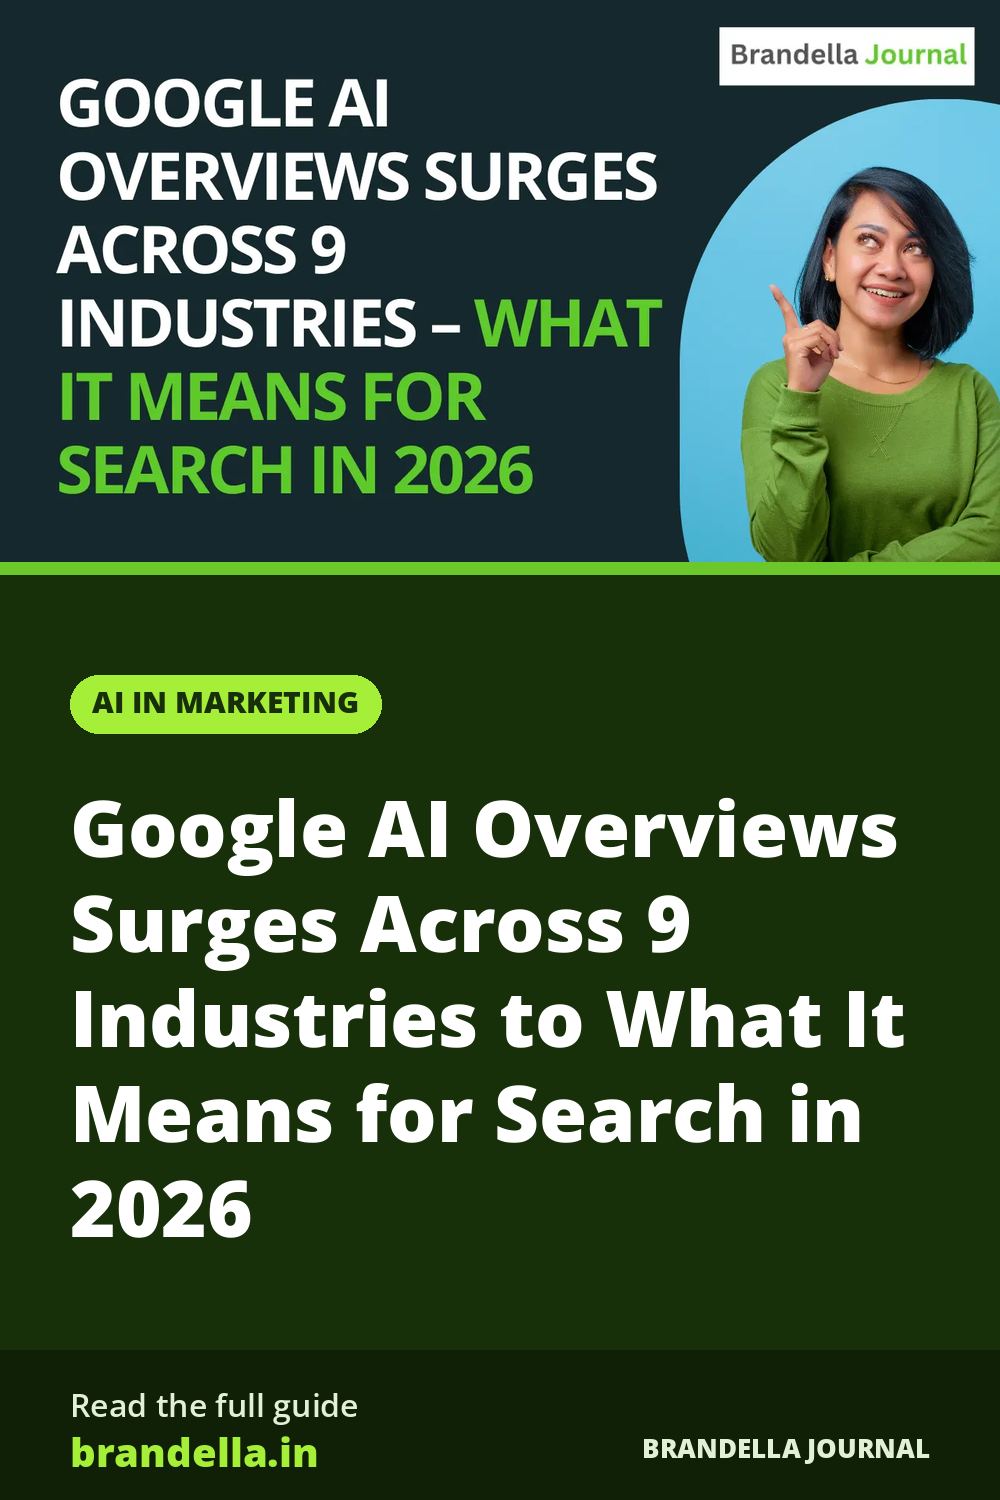 Brandella Journal
GOOGLE AI
OVERVIEWS SURGES
ACROSS 9
INDUSTRIES – WHAT
IT MEANS FOR
SEARCH IN 2026
AI IN MARKETING
Google AI Overviews
Surges Across 9
Industries to What It
Means for Search in
2026
Read the full guide
brandella.in
BRANDELLA JOURNAL